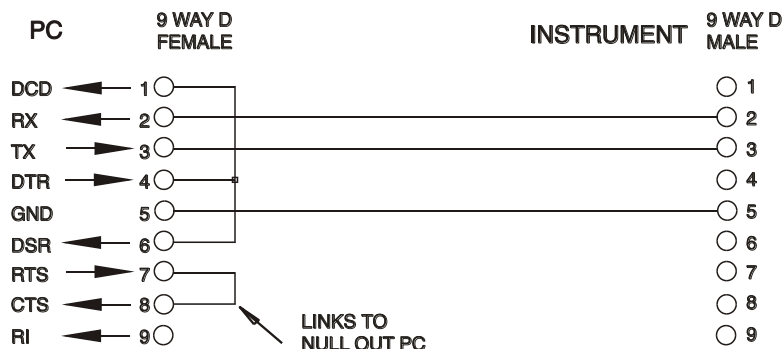 PC
9 WAY D
FEMALE
INSTRUMENT
9 WAY D
MALE
DCD 1 1
RX 2 2
TX 3 3
DTR 4 4
GND 5 5
DSR 6 6
RTS 7 7
CTS 8 8
RI 9 9
LINKS TO
NULL OUT PC